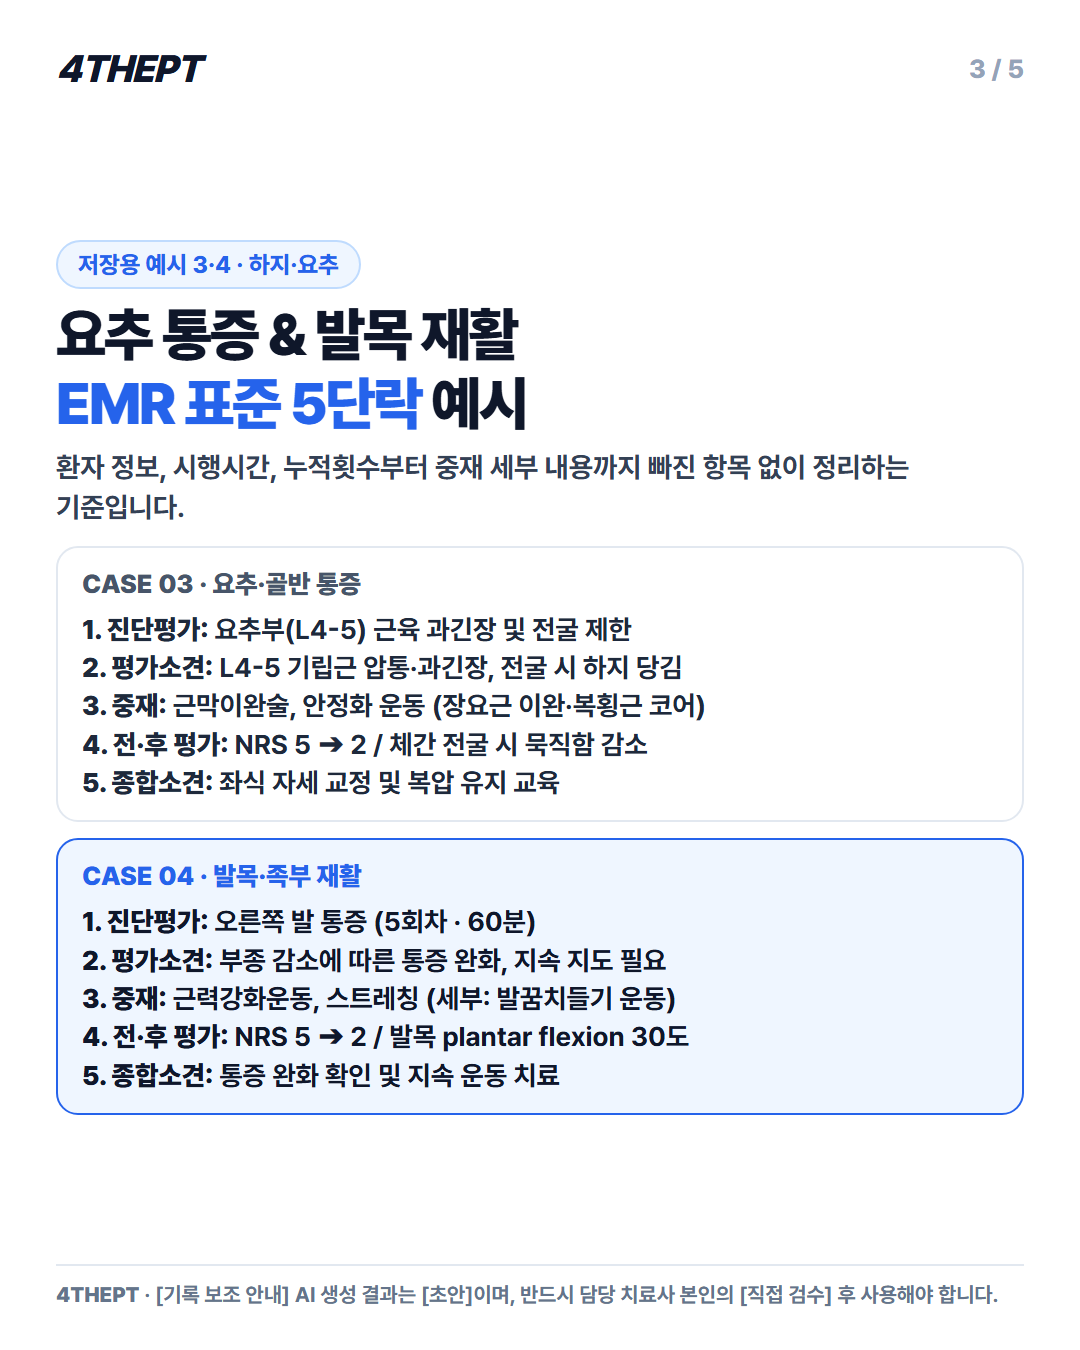 4THEPT
3 / 5
저장용 예시 3·4 · 하지·요추
요추 통증 & 발목 재활
EMR 표준 5단락 예시
환자 정보, 시행시간, 누적횟수부터 중재 세부 내용까지 빠진 항목 없이 정리하는
기준입니다.
CASE 03 · 요추·골반 통증
1. 진단평가: 요추부(L4-5) 근육 과긴장 및 전굴 제한
2. 평가소견: L4-5 기립근 압통·과긴장, 전굴 시 하지 당김
3. 중재: 근막이완술, 안정화 운동 (장요근 이완·복횡근 코어)
4. 전·후 평가: NRS 5 → 2 / 체간 전굴 시 묵직함 감소
5. 종합소견: 좌식 자세 교정 및 복압 유지 교육
CASE 04 · 발목·족부 재활
1. 진단평가: 오른쪽 발 통증 (5회차 · 60분)
2. 평가소견: 부종 감소에 따른 통증 완화, 지속 지도 필요
3. 중재: 근력강화운동, 스트레칭 (세부: 발꿈치들기 운동)
4. 전·후 평가: NRS 5 → 2 / 발목 plantar flexion 30도
5. 종합소견: 통증 완화 확인 및 지속 운동 치료
4THEPT · [기록 보조 안내] AI 생성 결과는 [초안]이며, 반드시 담당 치료사 본인의 [직접 검수] 후 사용해야 합니다.